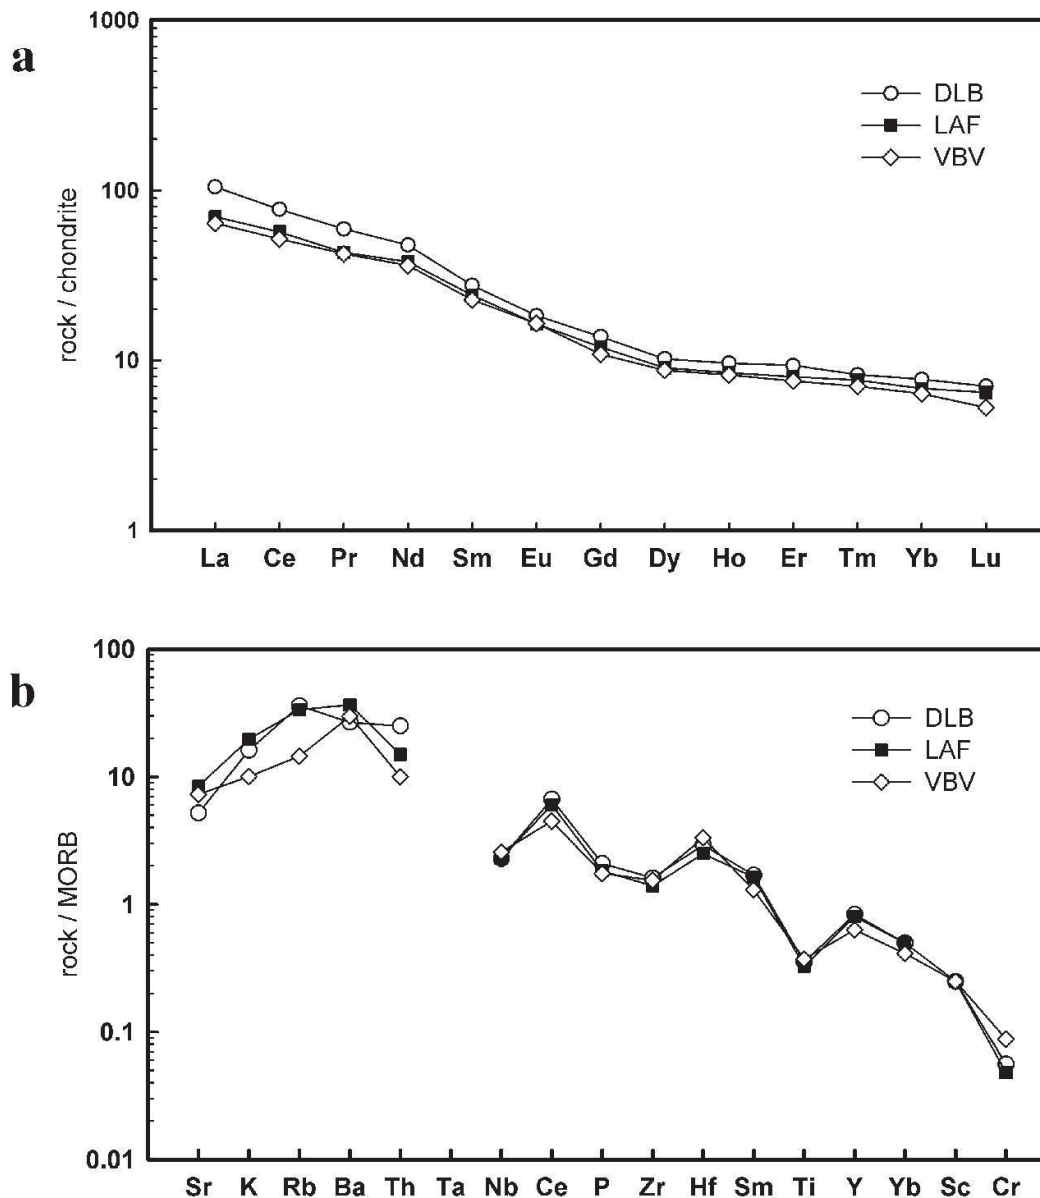 a
1000
100
10
1
rock / chondrite
DLB
LAF
VBV
La Ce Pr Nd Sm Eu Gd Dy Ho Er Tm Yb Lu
b
100
10
1
0.1
0.01
rock / MORB
DLB
LAF
VBV
Sr K Rb Ba Th Ta Nb Ce P Zr Hf Sm Ti Y Yb Sc Cr